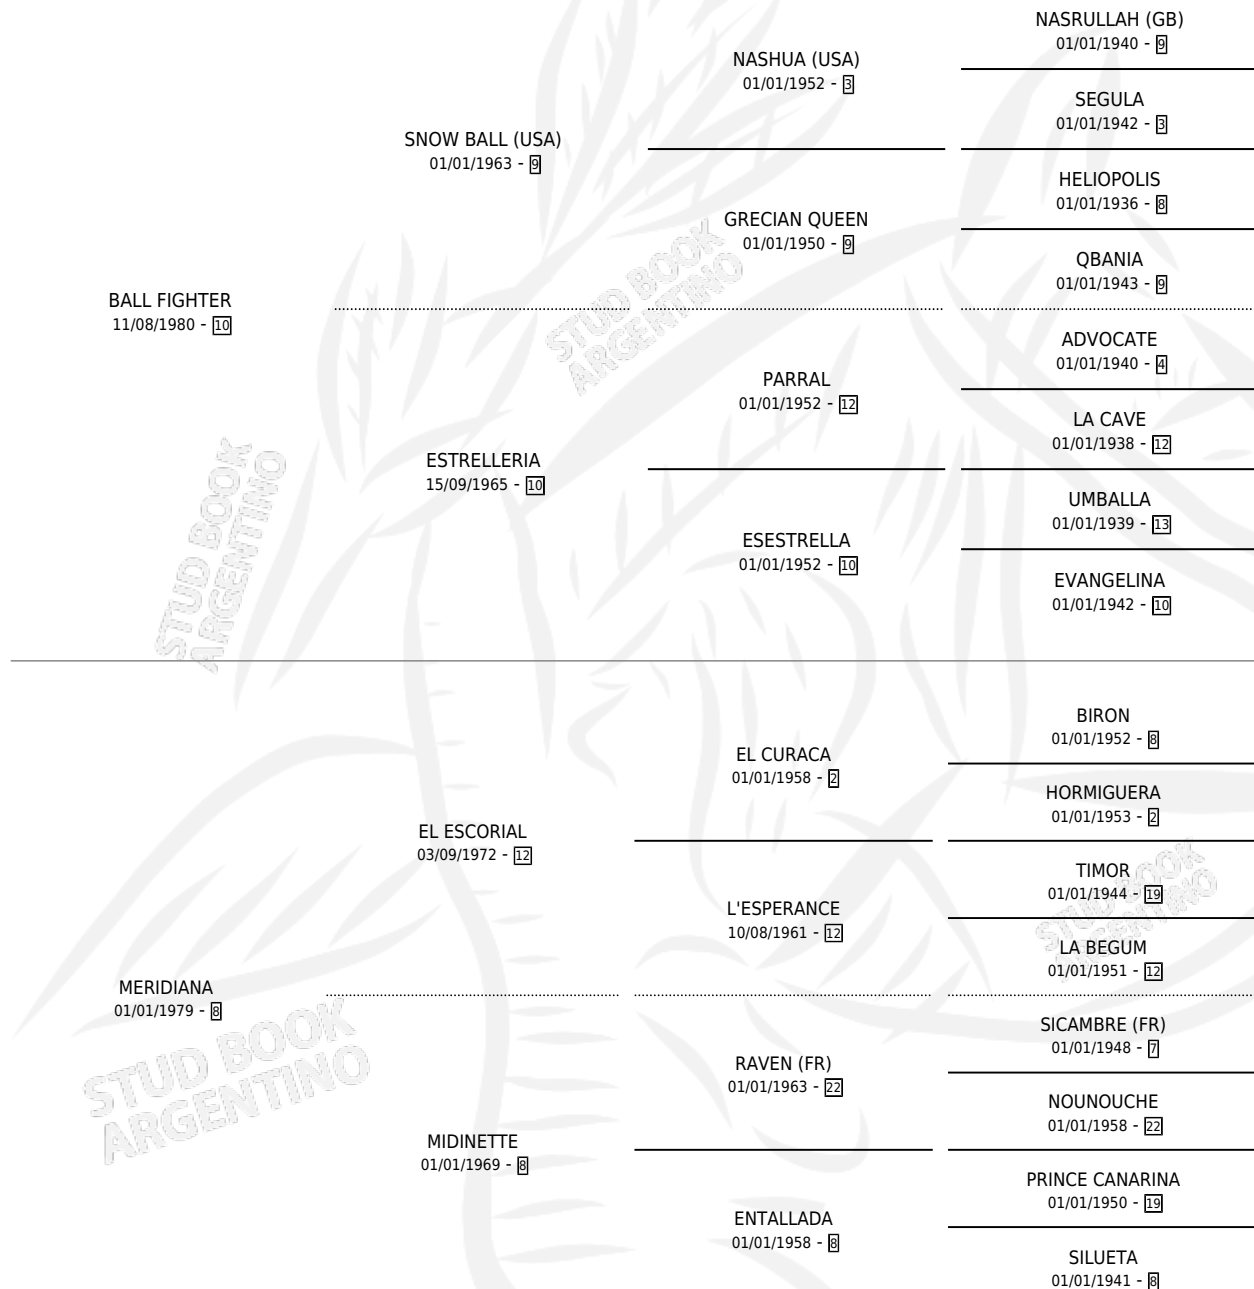 NASRULLAH (GB)
01/01/1940 - 9
NASHUA (USA)
01/01/1952 - 3
SEGULA
01/01/1942 - 3
SNOW BALL (USA)
01/01/1963 - 9
HELIOPOLIS
01/01/1936 - 8
GRECIAN QUEEN
01/01/1950 - 9
QBANIA
01/01/1943 - 9
BALL FIGHTER
11/08/1980 - 10
ADVOCATE
01/01/1940 - 4
PARRAL
01/01/1952 - 12
LA CAVE
01/01/1938 - 12
ESTRELLERIA
15/09/1965 - 10
UMBALLA
01/01/1939 - 13
ESESTRELLA
01/01/1952 - 10
EVANGELINA
01/01/1942 - 10
BIRON
01/01/1952 - 8
EL CURACA
01/01/1958 - 2
HORMIGUERA
01/01/1953 - 2
EL ESCORIAL
03/09/1972 - 12
TIMOR
01/01/1944 - 19
L'ESPERANCE
10/08/1961 - 12
LA BEGUM
01/01/1951 - 12
MERIDIANA
01/01/1979 - 8
SICAMBRE (FR)
01/01/1948 - 7
RAVEN (FR)
01/01/1963 - 22
NOUNOUCHE
01/01/1958 - 22
MIDINETTE
01/01/1969 - 8
PRINCE CANARINA
01/01/1950 - 19
ENTALLADA
01/01/1958 - 8
SILUETA
01/01/1941 - 8
STUD BOOK
ARGENTINO
STUD BOOK
ARGENTINO
STUD BOOK
ARGENTINO
STUD BOOK
ARGENTINO